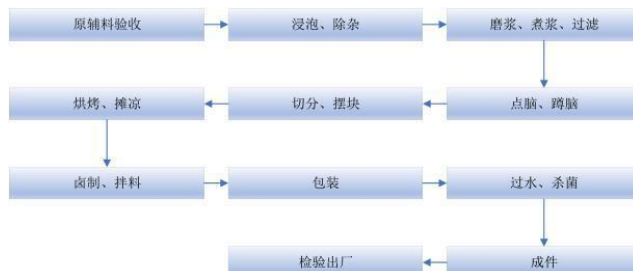 原辅料验收
浸泡、除杂
磨浆、煮浆、过滤
点脑、蹲脑
切分、摆块
烘烤、摊凉
卤制、拌料
包装
过水、杀菌
成件
检验出厂